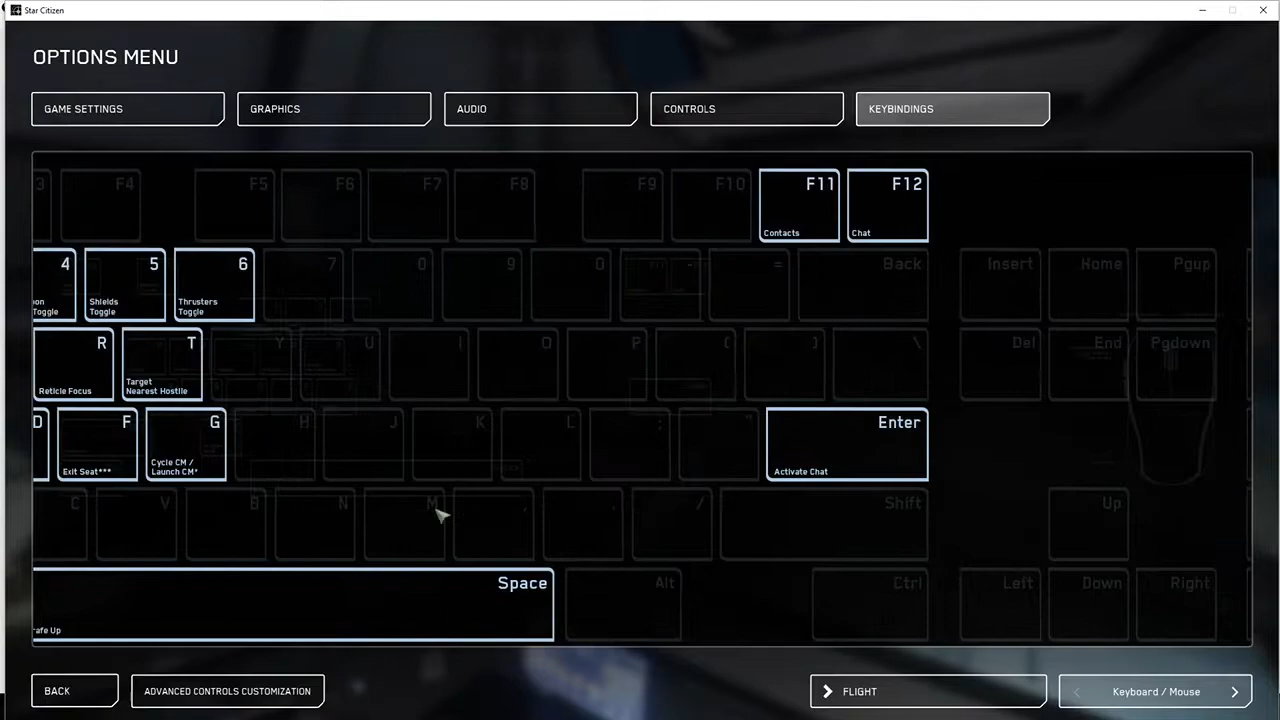 Star Citizen
OPTIONS MENU
GAME SETTINGS
GRAPHICS
AUDIO
CONTROLS
KEYBINDINGS
3
F4
F5
F6
F7
F8
F9
F10
F11
F12
Contacts
Chat
4
5
6
7
8
9
0
-
=
Back
Insert
Home
Pgup
Toggle
Shields
Toggle
Thrusters
Toggle
R
T
Y
U
I
O
P
\
Del
End
Pgdown
Reticle Focus
Target
Nearest Hostile
D
F
G
H
J
K
L
:
"
Enter
Exit Seat***
Cycle CM /
Launch CM*
Activate Chat
C
V
B
N
M
,
.
/
Shift
Up
Space
Alt
Ctrl
Left
Down
Right
rafe Up
BACK
ADVANCED CONTROLS CUSTOMIZATION
FLIGHT
Keyboard / Mouse